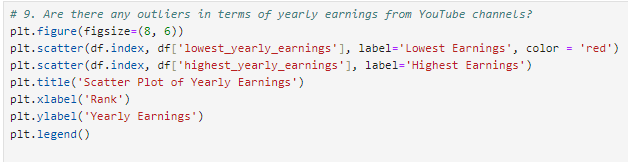 # 9. Are there any outliers in terms of yearly earnings from YouTube channels?
plt.figure(figsize=(8, 6))
plt.scatter(df.index, df['lowest_yearly_earnings'], label='Lowest Earnings', color = 'red')
plt.scatter(df.index, df['highest_yearly_earnings'], label='Highest Earnings')
plt.title('Scatter Plot of Yearly Earnings')
plt.xlabel('Rank')
plt.ylabel('Yearly Earnings')
plt.legend()